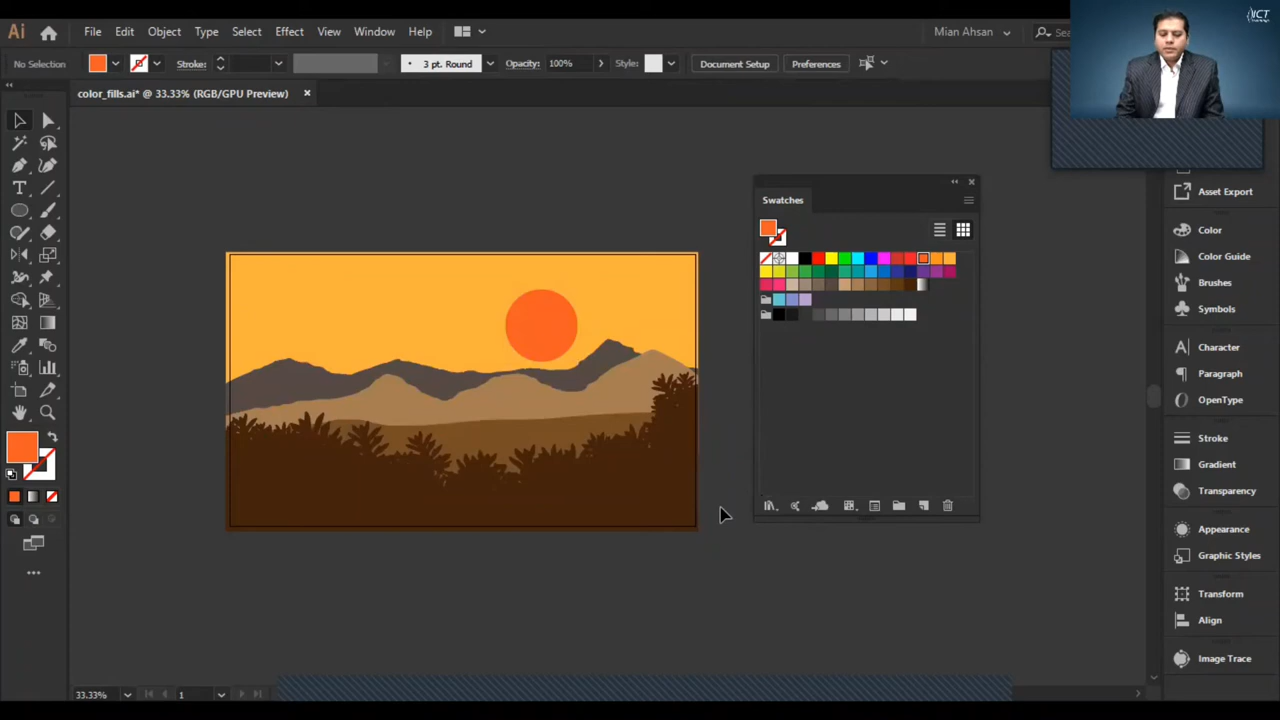 Ai File Edit Object Type Select Effect View Window Help Mian Ahsan
ICT
No Selection Stroke: 3 pt. Round Opacity: 100% Style: Document Setup Preferences
color_fills.ai* @ 33.33% (RGB/GPU Preview)
Swatches
Asset Export
Color
Color Guide
Brushes
Symbols
Character
Paragraph
OpenType
Stroke
Gradient
Transparency
Appearance
Graphic Styles
Transform
Align
Image Trace
33.33% 1